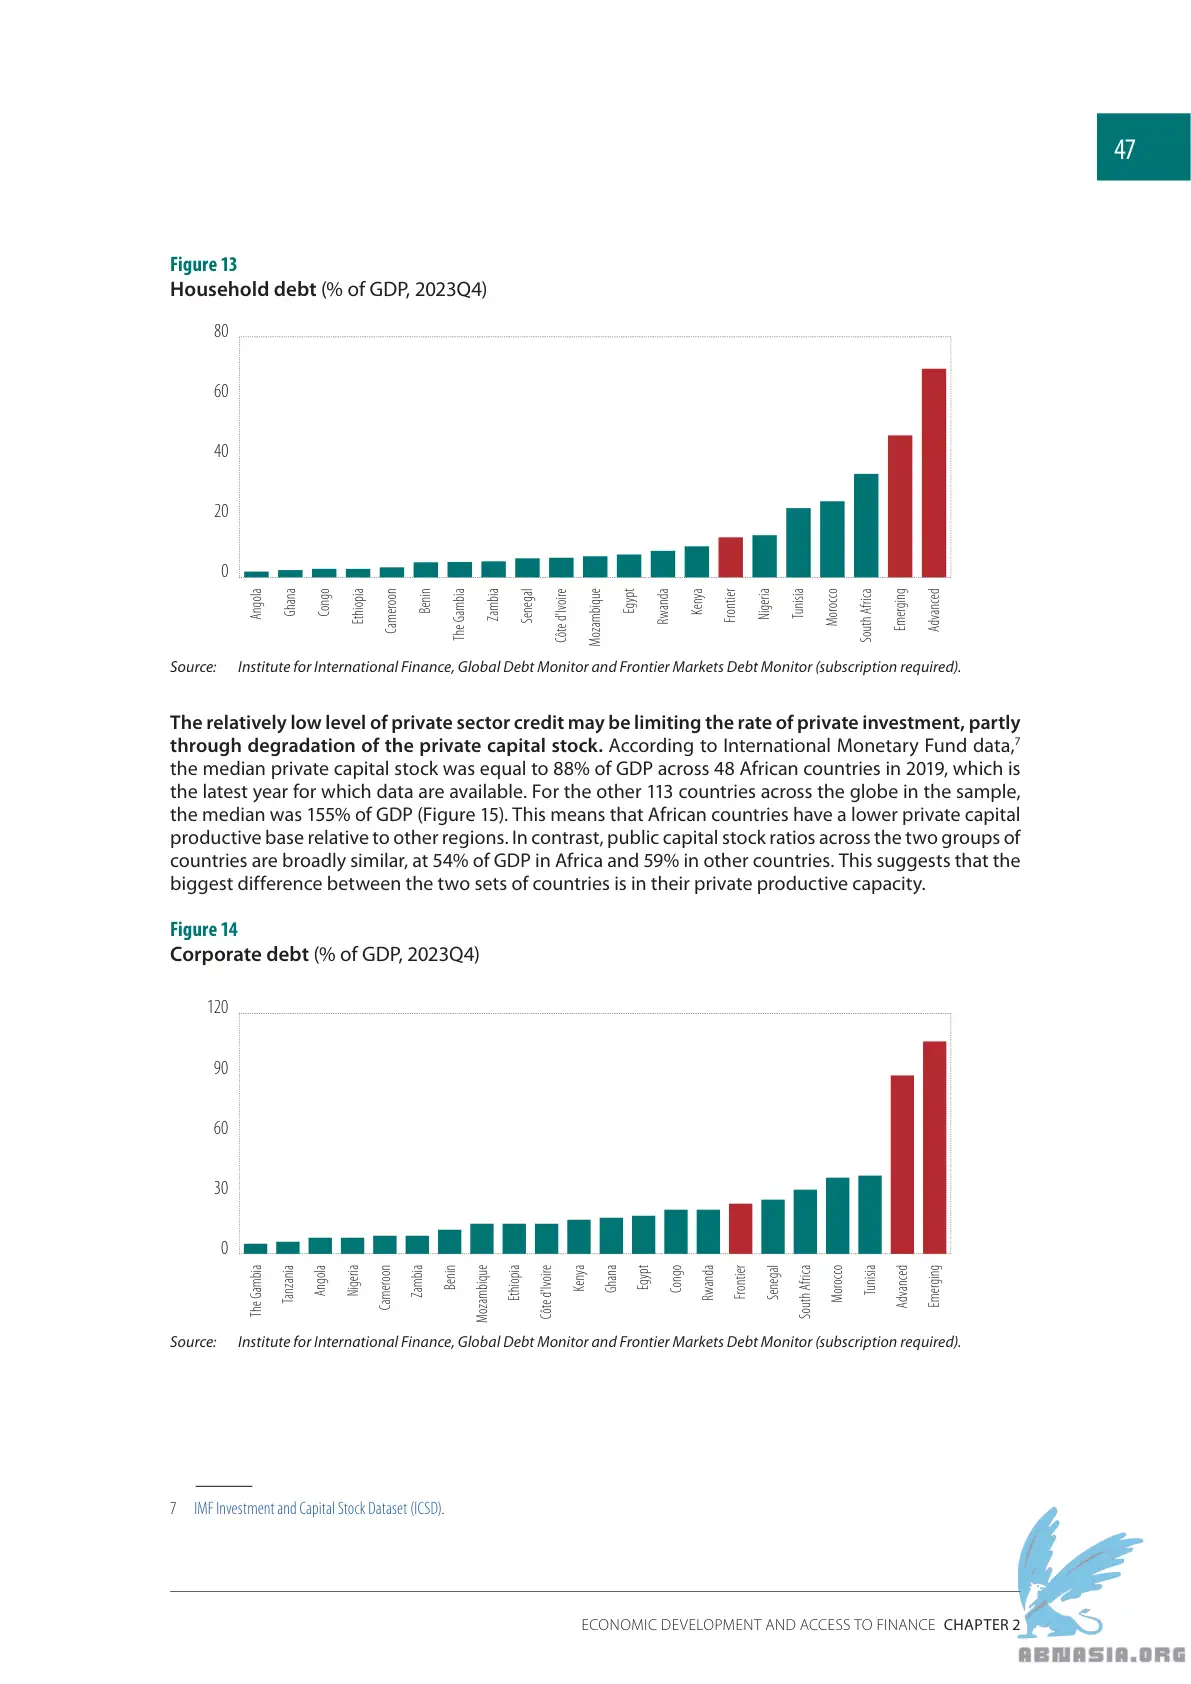 47
Figure 13
Household debt (% of GDP, 2023Q4)
80
60
40
20
0
Angola
Ghana
Congo
Ethiopia
Cameroon
Benin
The Gambia
Zambia
Senegal
Côte d'Ivoire
Mozambique
Egypt
Rwanda
Kenya
Frontier
Nigeria
Tunisia
Morocco
South Africa
Emerging
Advanced
Source: Institute for International Finance, Global Debt Monitor and Frontier Markets Debt Monitor (subscription required).
The relatively low level of private sector credit may be limiting the rate of private investment, partly
through degradation of the private capital stock. According to International Monetary Fund data,7
the median private capital stock was equal to 88% of GDP across 48 African countries in 2019, which is
the latest year for which data are available. For the other 113 countries across the globe in the sample,
the median was 155% of GDP (Figure 15). This means that African countries have a lower private capital
productive base relative to other regions. In contrast, public capital stock ratios across the two groups of
countries are broadly similar, at 54% of GDP in Africa and 59% in other countries. This suggests that the
biggest difference between the two sets of countries is in their private productive capacity.
Figure 14
Corporate debt (% of GDP, 2023Q4)
120
90
60
30
0
The Gambia
Tanzania
Angola
Nigeria
Cameroon
Zambia
Benin
Mozambique
Ethiopia
Côte d'Ivoire
Kenya
Ghana
Egypt
Congo
Rwanda
Frontier
Senegal
South Africa
Morocco
Tunisia
Advanced
Emerging
Source: Institute for International Finance, Global Debt Monitor and Frontier Markets Debt Monitor (subscription required).
7 IMF Investment and Capital Stock Dataset (ICSD).
ECONOMIC DEVELOPMENT AND ACCESS TO FINANCE CHAPTER 2
ABNASIA.ORG